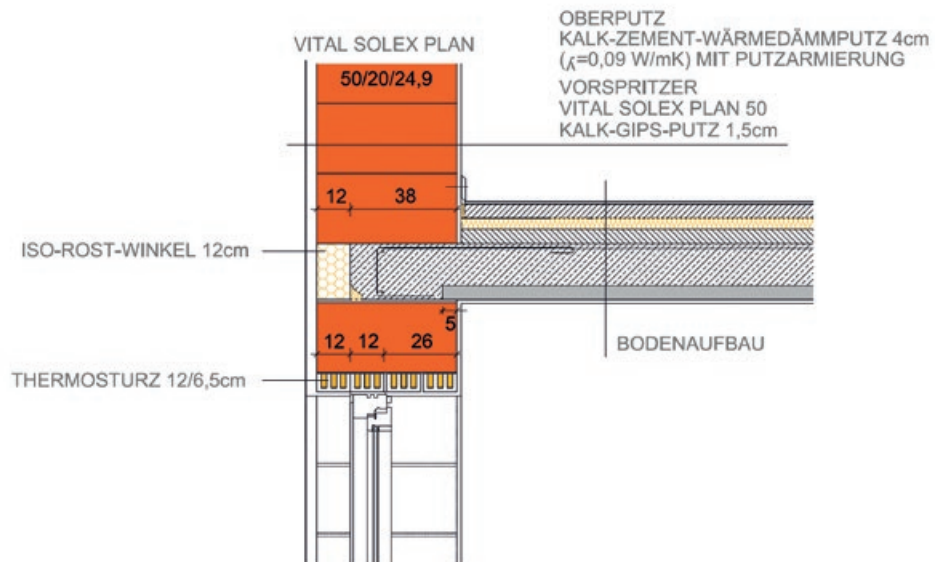 OBERPUTZ
KALK-ZEMENT-WÄRMEDÄMMPUTZ 4cm
(ʎ=0,09 W/mK) MIT PUTZARMIERUNG
VORSPRITZER
VITAL SOLEX PLAN 50
KALK-GIPS-PUTZ 1,5cm
VITAL SOLEX PLAN
50/20/24,9
12 38
ISO-ROST-WINKEL 12cm
5
12 12 26
BODENAUFBAU
THERMOSTURZ 12/6,5cm